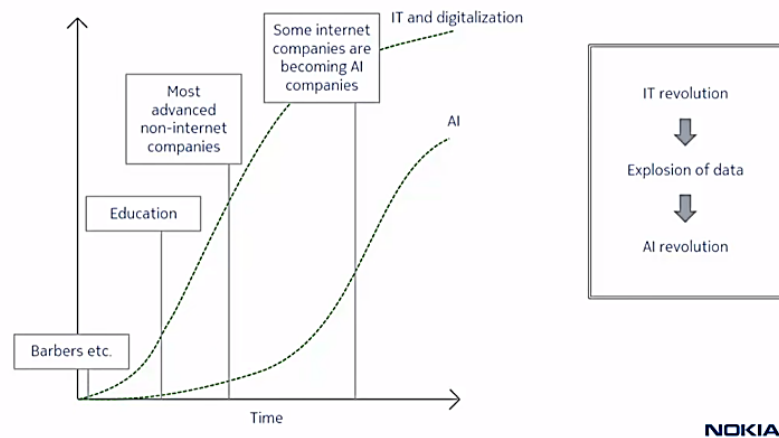 IT and digitalization
Some internet
companies are
becoming AI
companies
Most
advanced
non-internet
companies
AI
Education
Barbers etc.
Time
IT revolution
Explosion of data
AI revolution
NOKIA